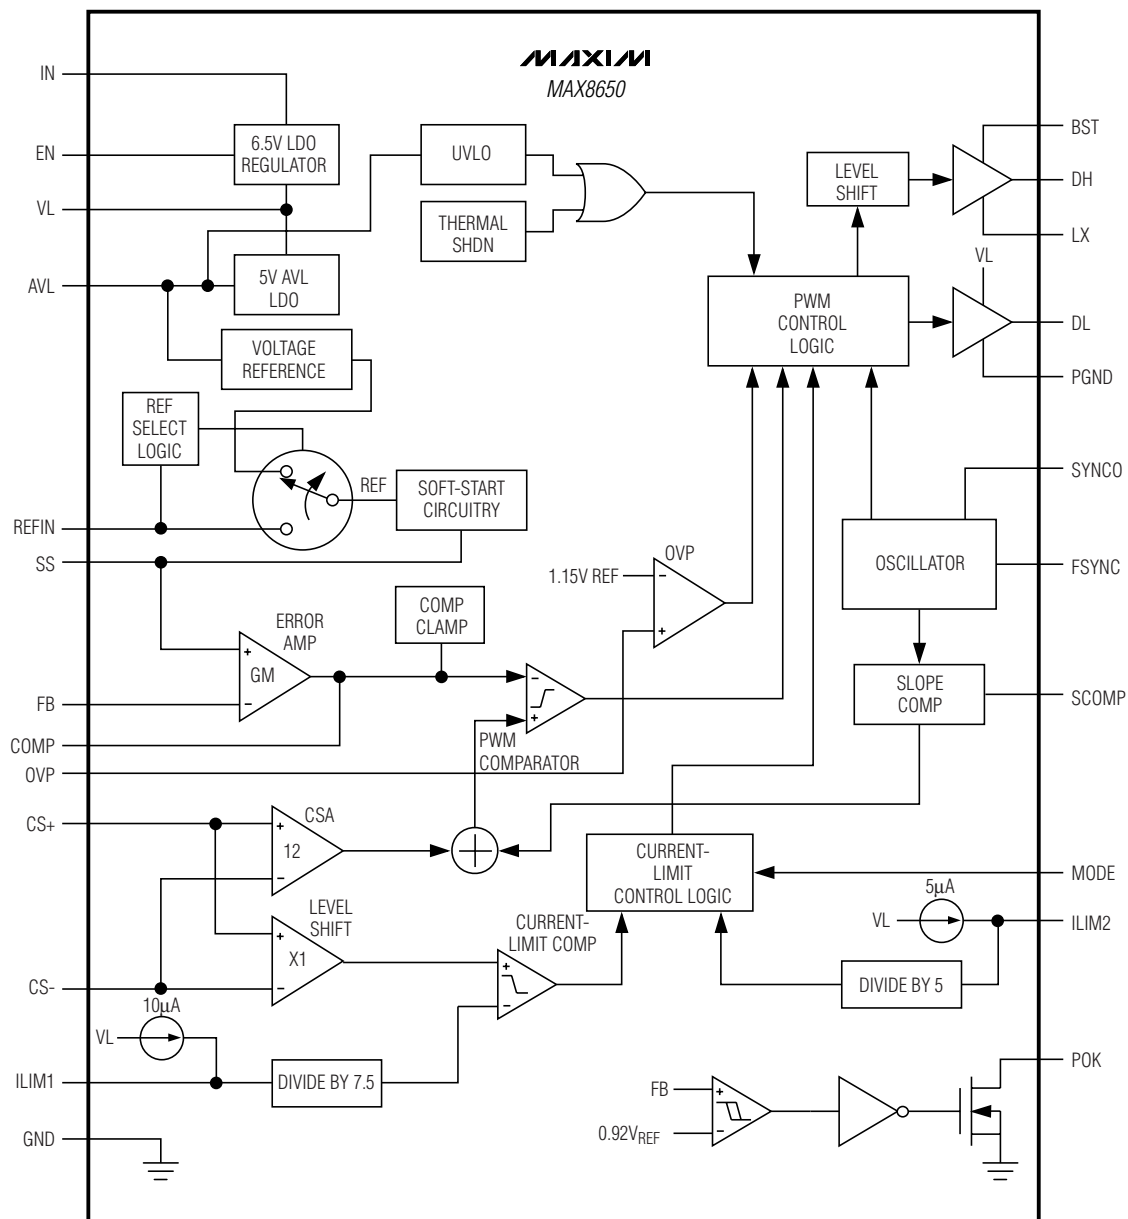 MAXIM
MAX8650
IN
EN
VL
AVL
REFIN
SS
FB
COMP
OVP
CS+
CS-
ILIM1
GND
6.5V LDO
REGULATOR
5V AVL
LDO
VOLTAGE
REFERENCE
REF
SELECT
LOGIC
REF
SOFT-START
CIRCUITRY
UVLO
THERMAL
SHDN
LEVEL
SHIFT
PWM
CONTROL
LOGIC
VL
BST
DH
LX
DL
PGND
SYNCO
FSYNC
SCOMP
MODE
ILIM2
POK
OSCILLATOR
SLOPE
COMP
OVP
1.15V REF
-
+
COMP
CLAMP
ERROR
AMP
+
GM
-
-
+
PWM
COMPARATOR
CSA
+
12
-
LEVEL
SHIFT
+
X1
-
CURRENT-
LIMIT COMP
+
-
CURRENT-
LIMIT
CONTROL LOGIC
5µA
VL
DIVIDE BY 5
10µA
VL
DIVIDE BY 7.5
FB
+
0.92VREF
-